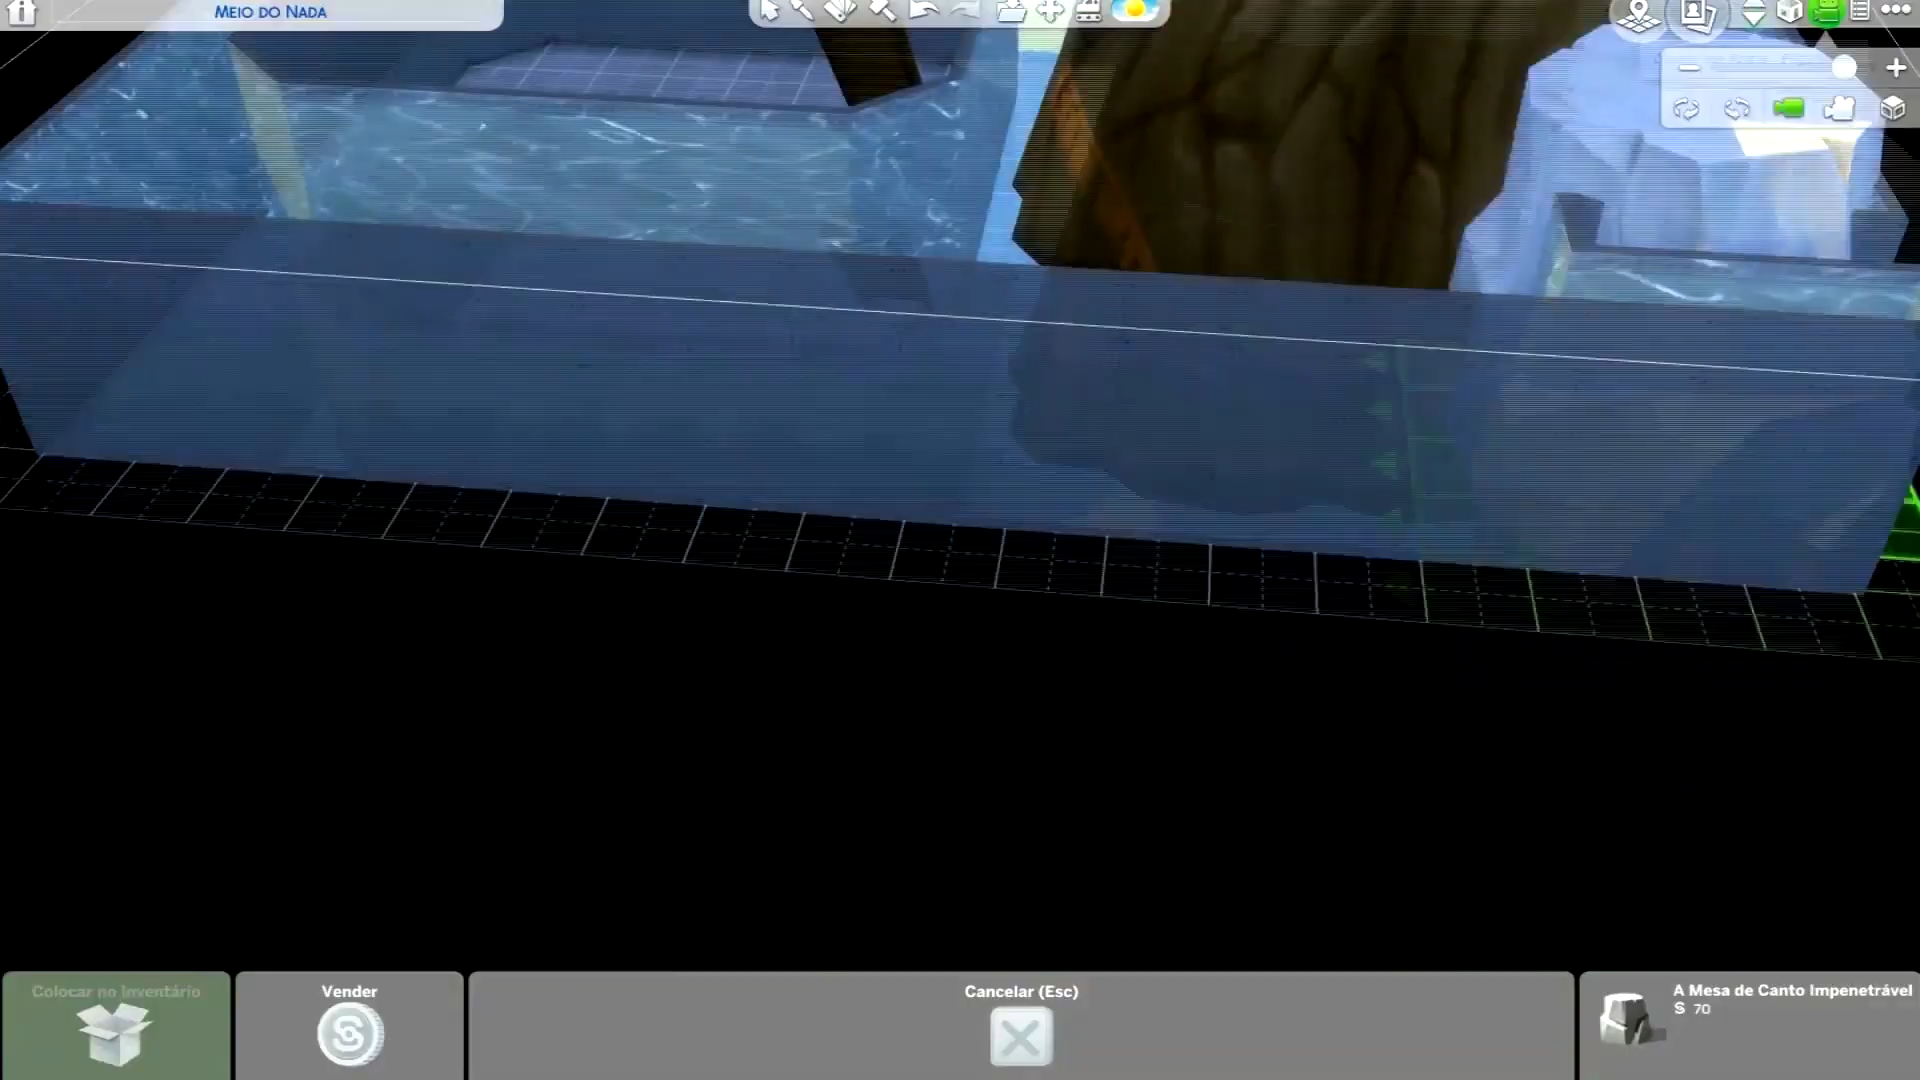 Meio do Nada
Colocar no Inventário
Vender
Cancelar (Esc)
A Mesa de Canto Impenetrável
S 70